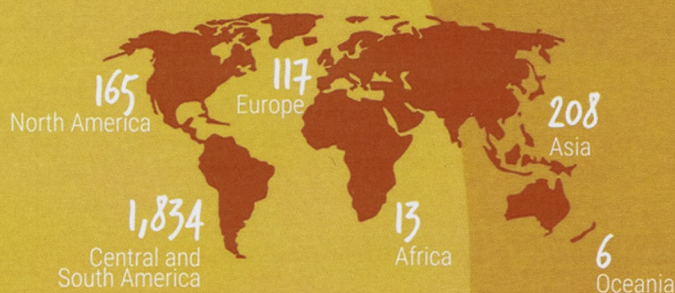 165
North America
117
Europe
208
Asia
1,834
Central and
South America
13
Africa
6
Oceania